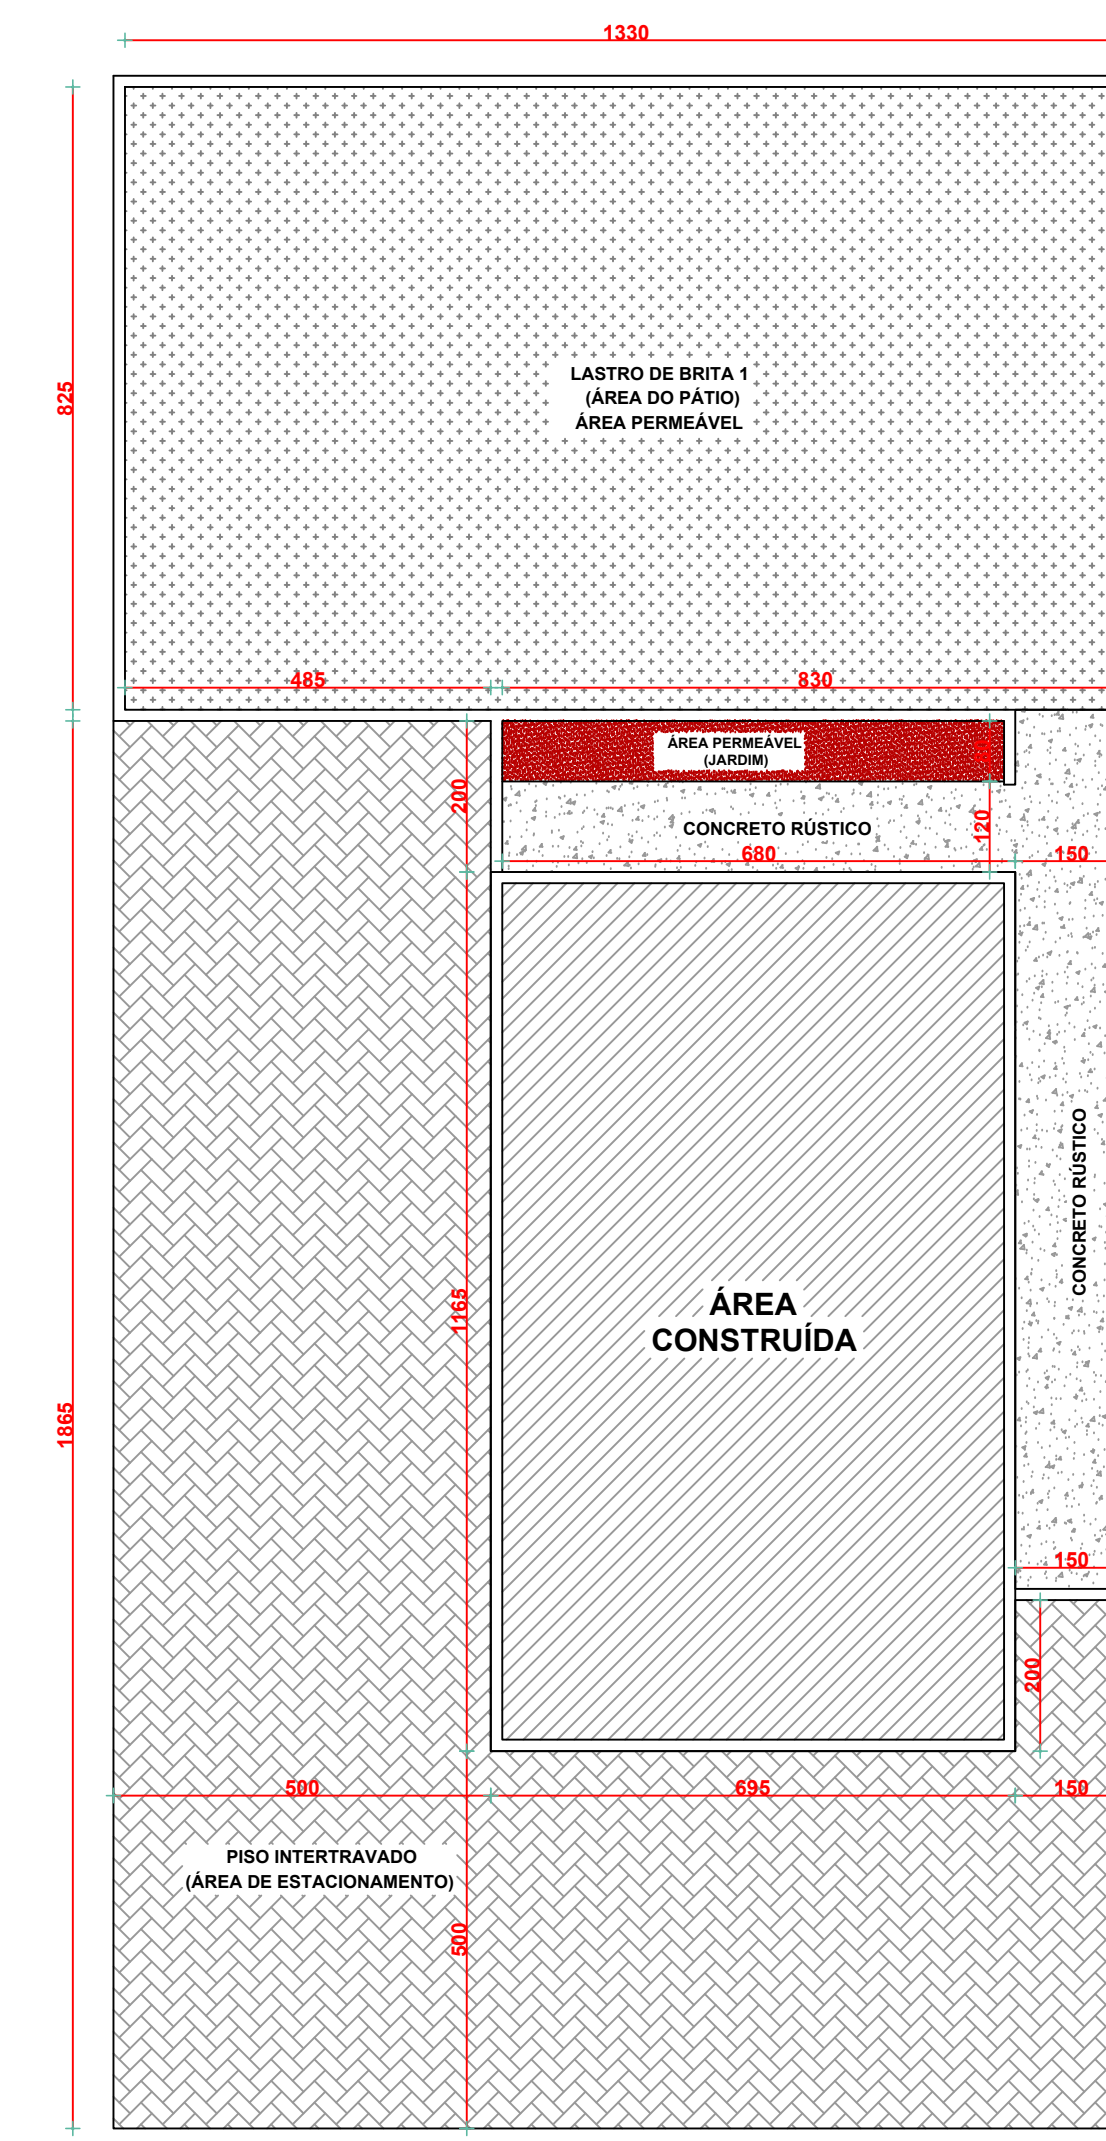 1330
825
LASTRO DE BRITA 1
(ÁREA DO PÁTIO)
ÁREA PERMEÁVEL
485
830
ÁREA PERMEÁVEL
(JARDIM)
200
120
CONCRETO RÚSTICO
680
150
CONCRETO RÚSTICO
1165
ÁREA
CONSTRUÍDA
1865
150
200
500
695
150
PISO INTERTRAVADO
(ÁREA DE ESTACIONAMENTO)
500